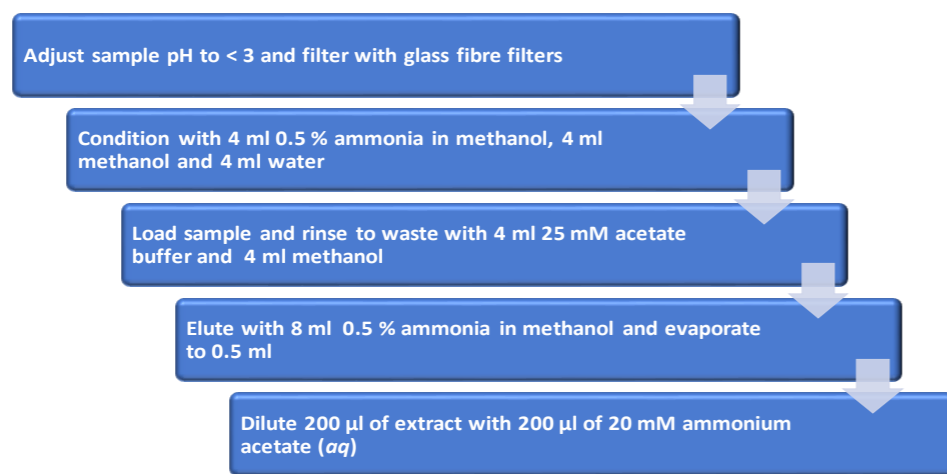 Adjust sample pH to < 3 and filter with glass fibre filters
Condition with 4 ml 0.5 % ammonia in methanol, 4 ml
methanol and 4 ml water
Load sample and rinse to waste with 4 ml 25 mM acetate
buffer and 4 ml methanol
Elute with 8 ml 0.5 % ammonia in methanol and evaporate
to 0.5 ml
Dilute 200 µl of extract with 200 µl of 20 mM ammonium
acetate (aq)